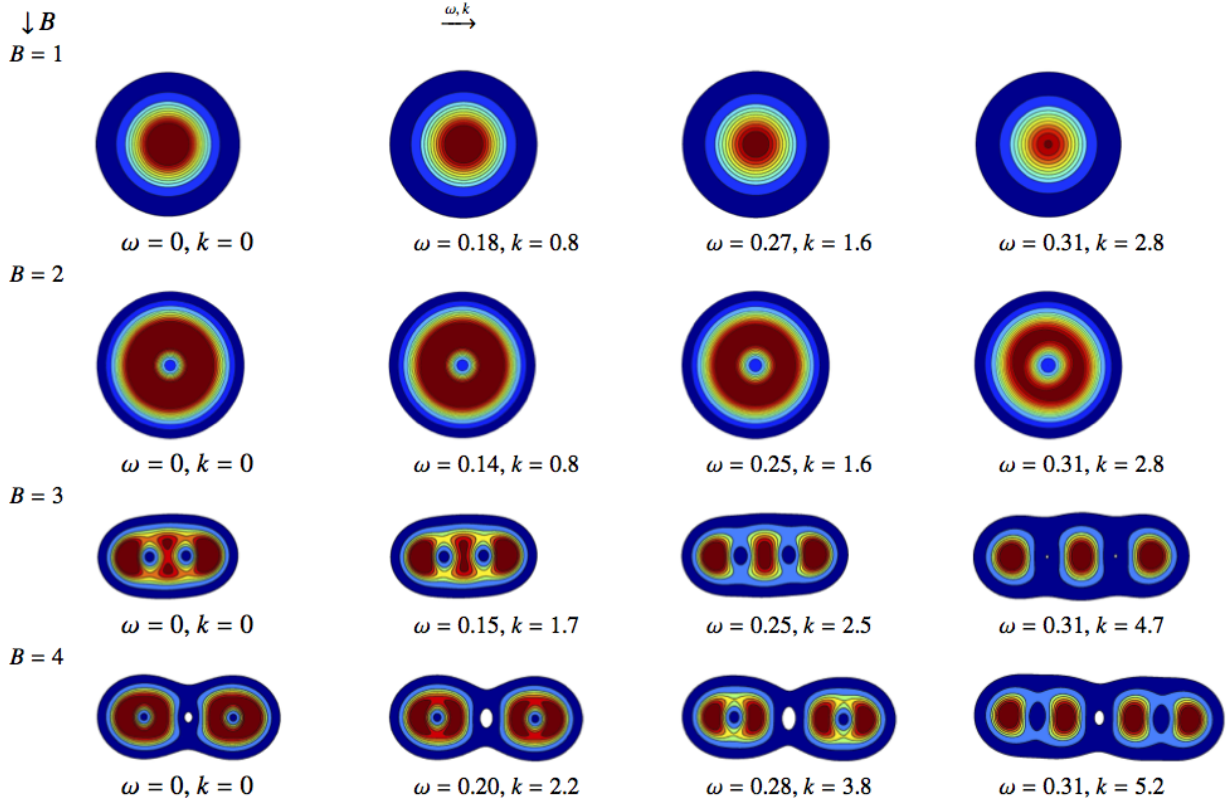 ↓ B
ω, k
→
B = 1
ω = 0, k = 0
ω = 0.18, k = 0.8
ω = 0.27, k = 1.6
ω = 0.31, k = 2.8
B = 2
ω = 0, k = 0
ω = 0.14, k = 0.8
ω = 0.25, k = 1.6
ω = 0.31, k = 2.8
B = 3
ω = 0, k = 0
ω = 0.15, k = 1.7
ω = 0.25, k = 2.5
ω = 0.31, k = 4.7
B = 4
ω = 0, k = 0
ω = 0.20, k = 2.2
ω = 0.28, k = 3.8
ω = 0.31, k = 5.2